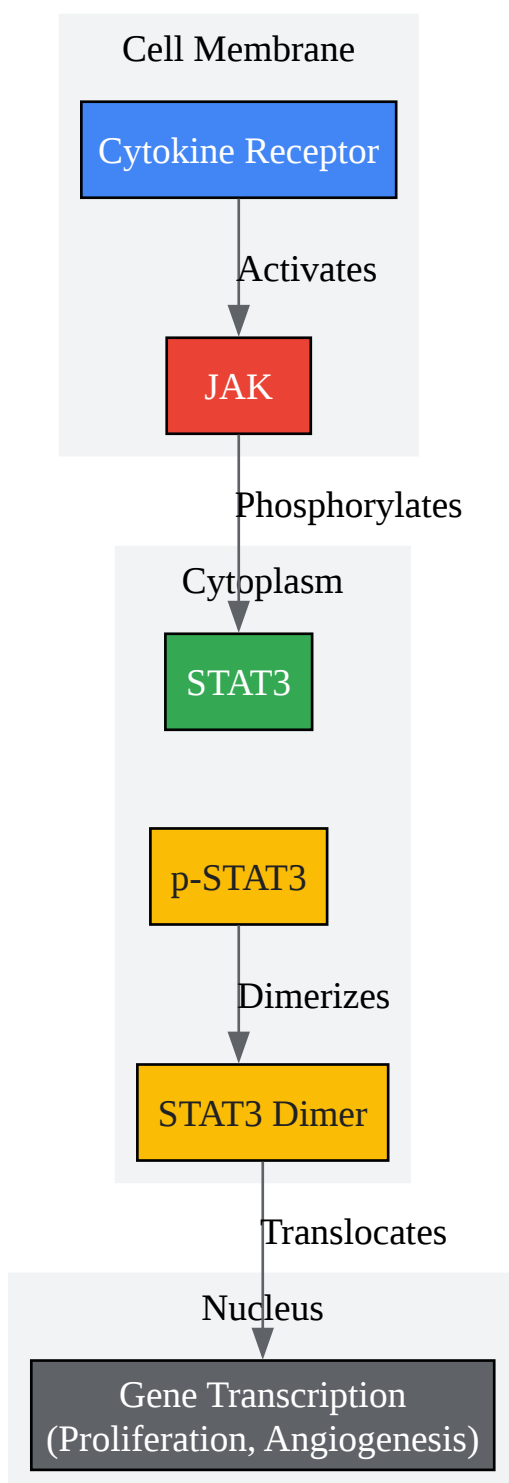 Cell Membrane
Cytokine Receptor
Activates
JAK
Phosphorylates
Cytoplasm
STAT3
p-STAT3
Dimerizes
STAT3 Dimer
Translocates
Nucleus
Gene Transcription
(Proliferation, Angiogenesis)